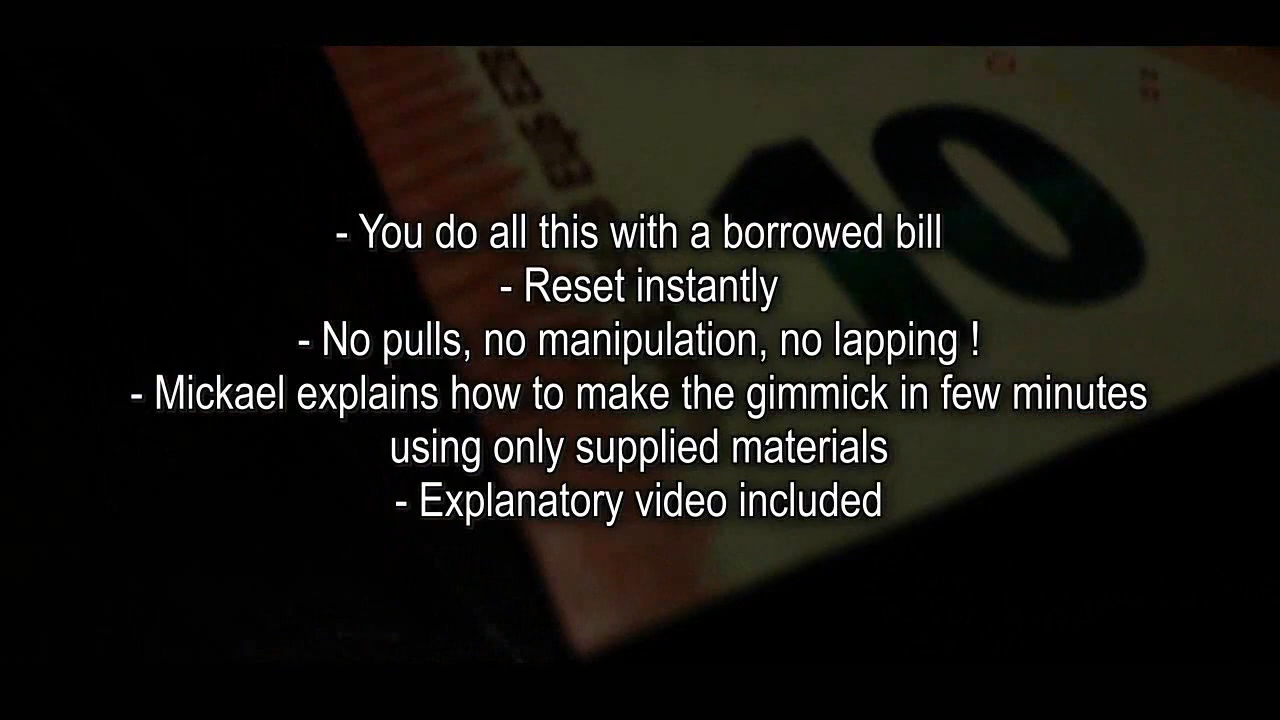 - You do all this with a borrowed bill
- Reset instantly
- No pulls, no manipulation, no lapping !
- Mickael explains how to make the gimmick in few minutes
using only supplied materials
- Explanatory video included
10